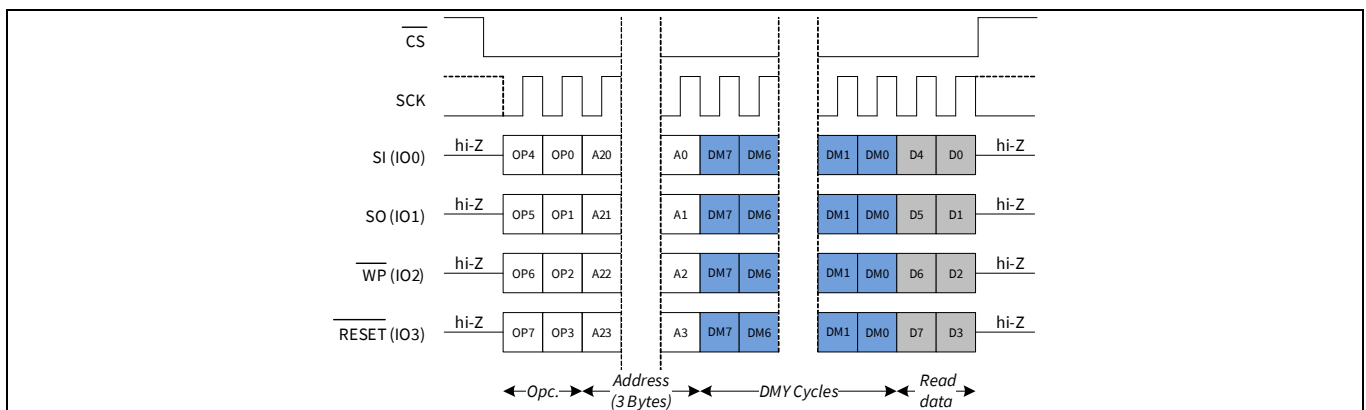 CS
SCK
SI (IO0) hi-Z OP4 OP0 A20 A0 DM7 DM6 DM1 DM0 D4 D0 hi-Z
SO (IO1) hi-Z OP5 OP1 A21 A1 DM7 DM6 DM1 DM0 D5 D1 hi-Z
WP (IO2) hi-Z OP6 OP2 A22 A2 DM7 DM6 DM1 DM0 D6 D2 hi-Z
RESET (IO3) hi-Z OP7 OP3 A23 A3 DM7 DM6 DM1 DM0 D7 D3 hi-Z
Opc. Address DMY Cycles Read
(3 Bytes) data